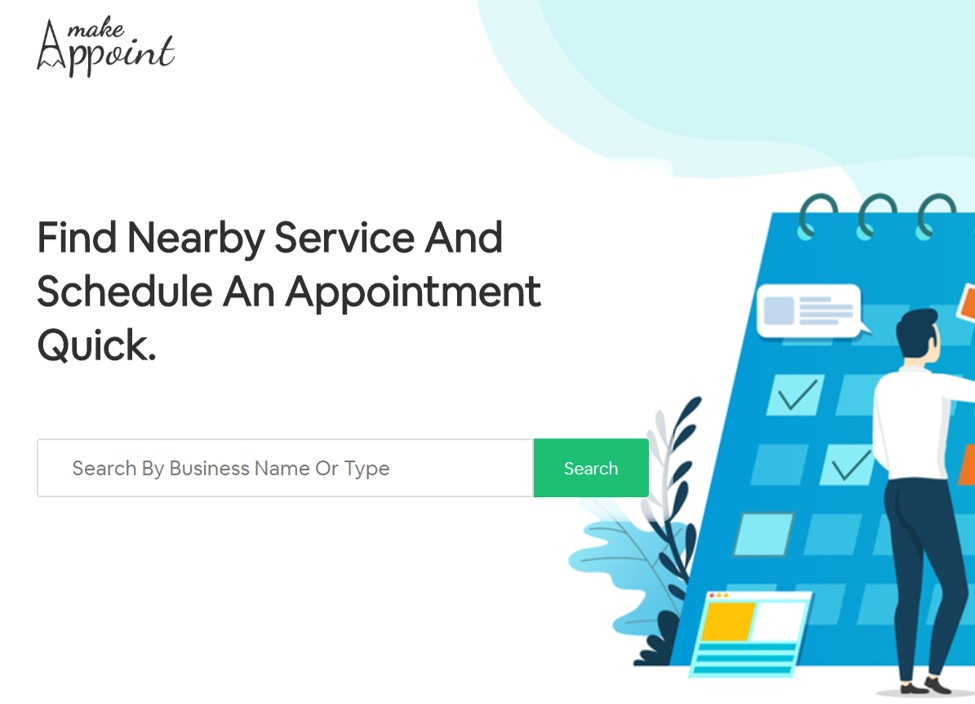 make
Appoint
Find Nearby Service And
Schedule An Appointment
Quick.
Search By Business Name Or Type
Search